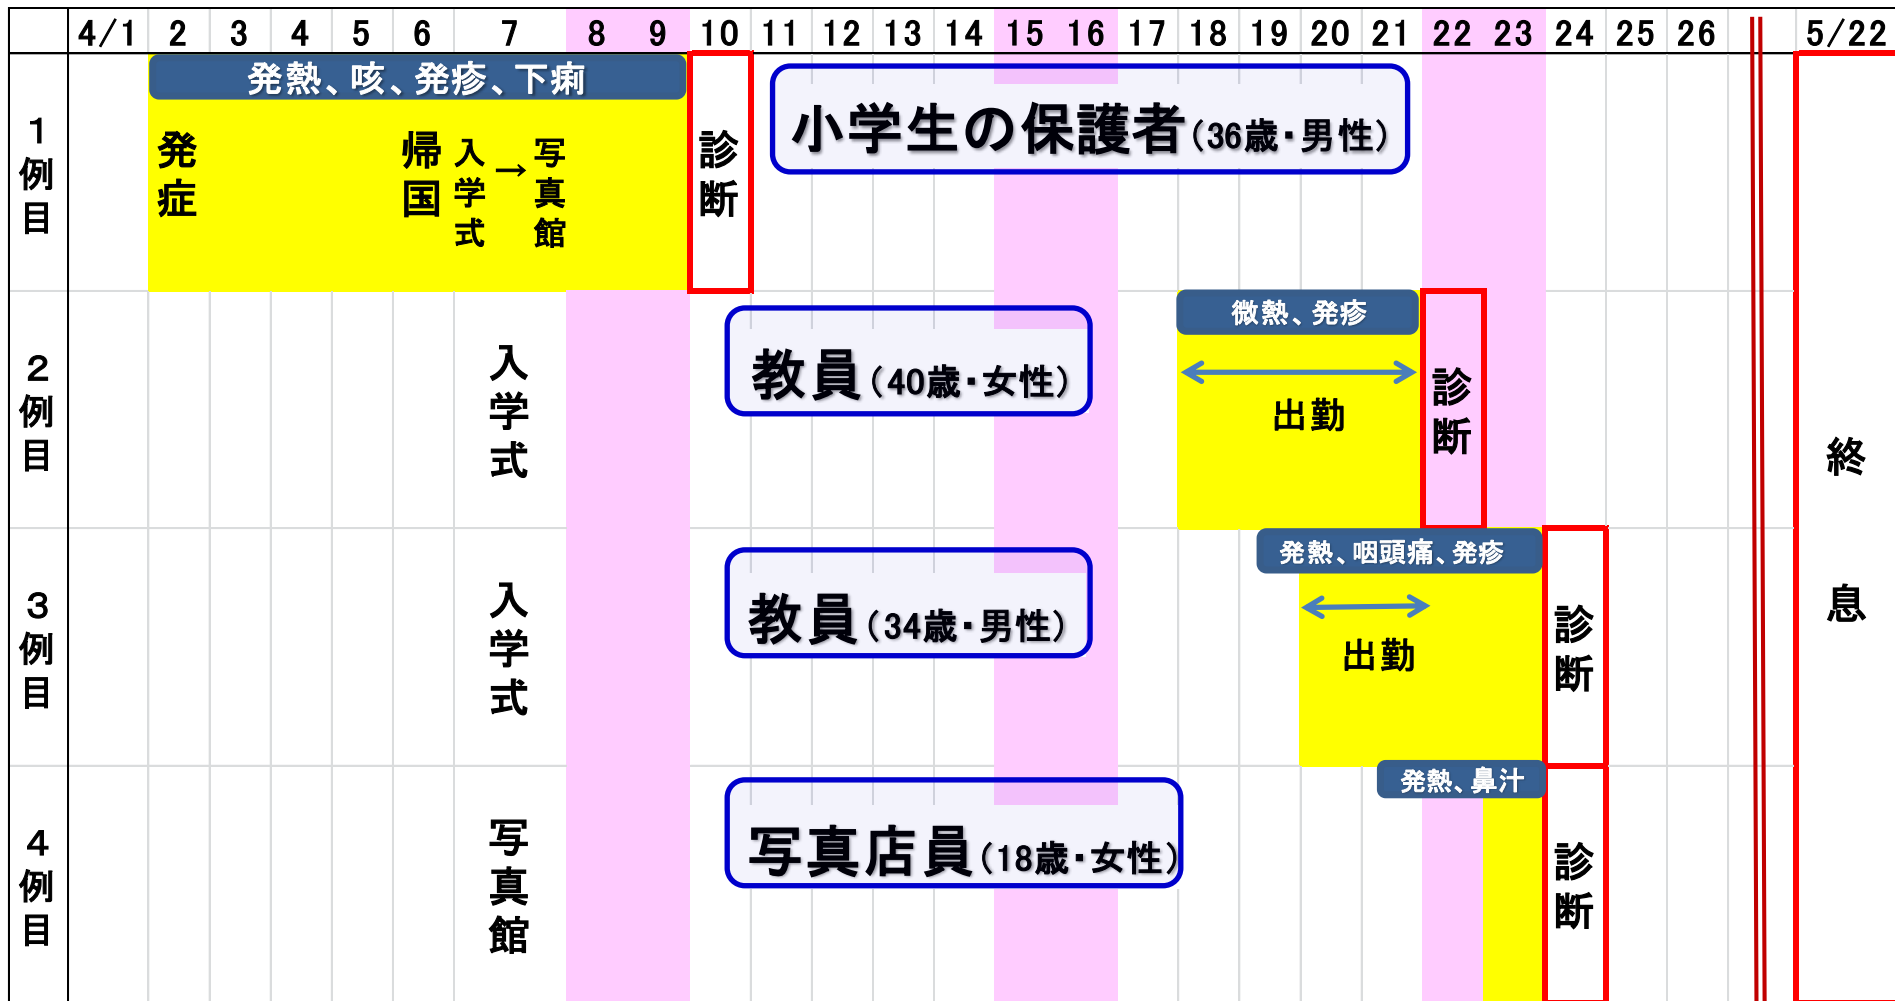 4/1 2 3 4 5 6 7 8 9 10 11 12 13 14 15 16 17 18 19 20 21 22 23 24 25 26 5/22
1例目
発熱、咳、発疹、下痢
発症
帰国
入学式
→
写真館
診断
小学生の保護者(36歳・男性)
2例目
入学式
教員(40歳・女性)
微熱、発疹
出勤
診断
3例目
入学式
教員(34歳・男性)
発熱、咽頭痛、発疹
出勤
診断
4例目
写真館
写真店員(18歳・女性)
発熱、鼻汁
診断
終息